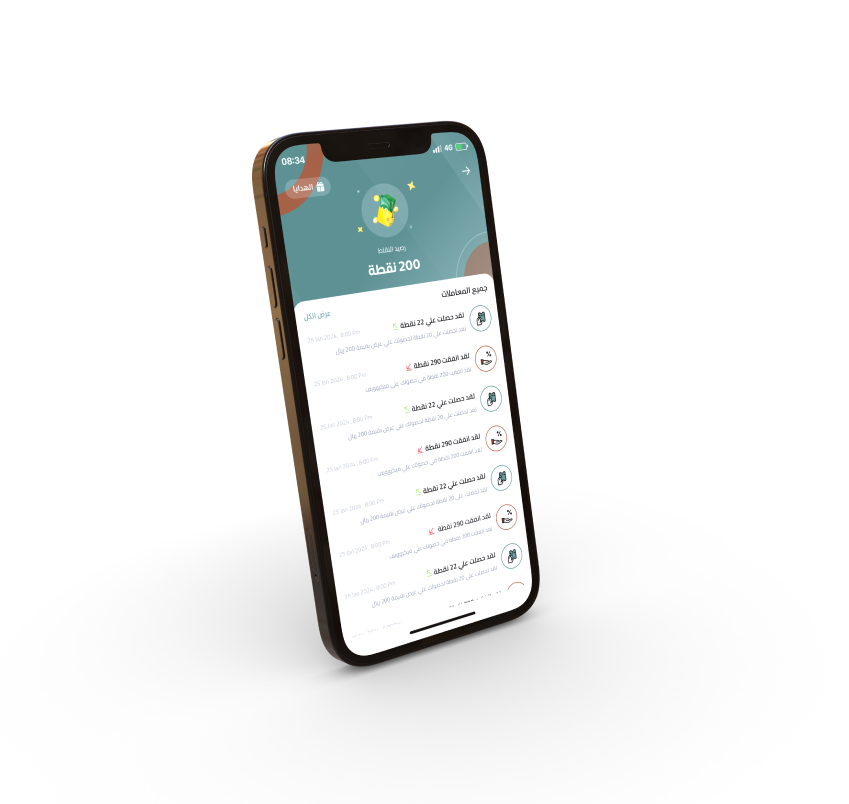 08:34
4G
الهدايا
رصيد النقاط
200 نقطة
جميع المعاملات
عرض الكل
لقد حصلت علي 22 نقطة
لقد تحصلت علي 20 نقطة لحصولك علي عرض بقيمة 200 ريال
25 Jan 2024 , 8:00 Pm
لقد انفقت 290 نقطة
لقد انفقت 200 نقطة في حصولك علي ميكروويف
25 Jan 2024 , 8:00 Pm
لقد حصلت علي 22 نقطة
لقد تحصلت علي 20 نقطة لحصولك علي عرض بقيمة 200 ريال
25 Jan 2024 , 8:00 Pm
لقد انفقت 290 نقطة
لقد انفقت 200 نقطة في حصولك علي ميكروويف
25 Jan 2024 , 8:00 Pm
لقد حصلت علي 22 نقطة
لقد تحصلت علي 20 نقطة لحصولك علي عرض بقيمة 200 ريال
25 Jan 2024 , 8:00 Pm
لقد انفقت 290 نقطة
لقد انفقت 200 نقطة في حصولك علي ميكروويف
25 Jan 2024 , 8:00 Pm
لقد حصلت علي 22 نقطة
لقد تحصلت علي 20 نقطة لحصولك علي عرض بقيمة 200 ريال
25 Jan 2024 , 8:00 Pm